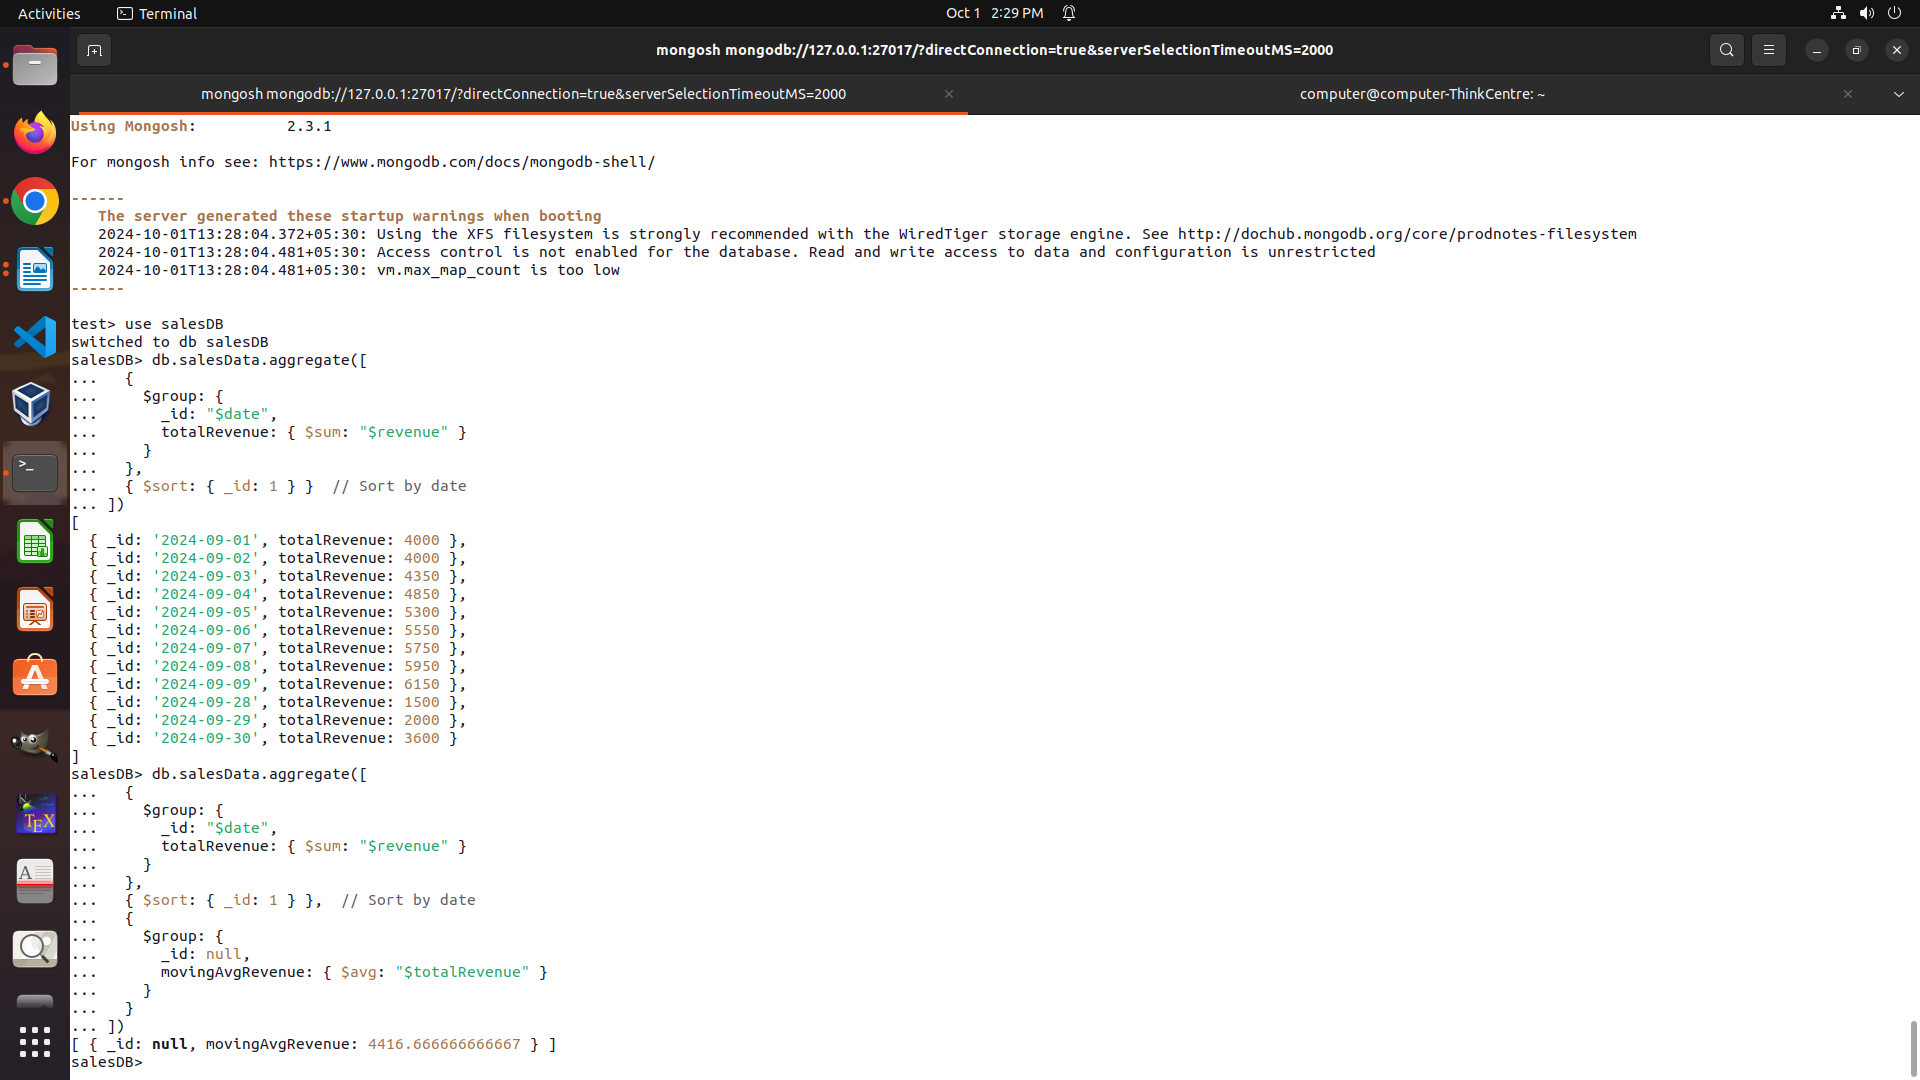 Activities Terminal Oct 1 2:29 PM
mongosh mongodb://127.0.0.1:27017/?directConnection=true&serverSelectionTimeoutMS=2000
mongosh mongodb://127.0.0.1:27017/?directConnection=true&serverSelectionTimeoutMS=2000 computer@computer-ThinkCentre: ~
Using Mongosh:          2.3.1
For mongosh info see: https://www.mongodb.com/docs/mongodb-shell/
------
   The server generated these startup warnings when booting
   2024-10-01T13:28:04.372+05:30: Using the XFS filesystem is strongly recommended with the WiredTiger storage engine. See http://dochub.mongodb.org/core/prodnotes-filesystem
   2024-10-01T13:28:04.481+05:30: Access control is not enabled for the database. Read and write access to data and configuration is unrestricted
   2024-10-01T13:28:04.481+05:30: vm.max_map_count is too low
------
test> use salesDB
switched to db salesDB
salesDB> db.salesData.aggregate([
...   {
...     $group: {
...       _id: "$date",
...       totalRevenue: { $sum: "$revenue" }
...     }
...   },
...   { $sort: { _id: 1 } }  // Sort by date
... ])
[
  { _id: '2024-09-01', totalRevenue: 4000 },
  { _id: '2024-09-02', totalRevenue: 4000 },
  { _id: '2024-09-03', totalRevenue: 4350 },
  { _id: '2024-09-04', totalRevenue: 4850 },
  { _id: '2024-09-05', totalRevenue: 5300 },
  { _id: '2024-09-06', totalRevenue: 5550 },
  { _id: '2024-09-07', totalRevenue: 5750 },
  { _id: '2024-09-08', totalRevenue: 5950 },
  { _id: '2024-09-09', totalRevenue: 6150 },
  { _id: '2024-09-28', totalRevenue: 1500 },
  { _id: '2024-09-29', totalRevenue: 2000 },
  { _id: '2024-09-30', totalRevenue: 3600 }
]
salesDB> db.salesData.aggregate([
...   {
...     $group: {
...       _id: "$date",
...       totalRevenue: { $sum: "$revenue" }
...     }
...   },
...   { $sort: { _id: 1 } },  // Sort by date
...   {
...     $group: {
...       _id: null,
...       movingAvgRevenue: { $avg: "$totalRevenue" }
...     }
...   }
... ])
[ { _id: null, movingAvgRevenue: 4416.666666666667 } ]
salesDB>